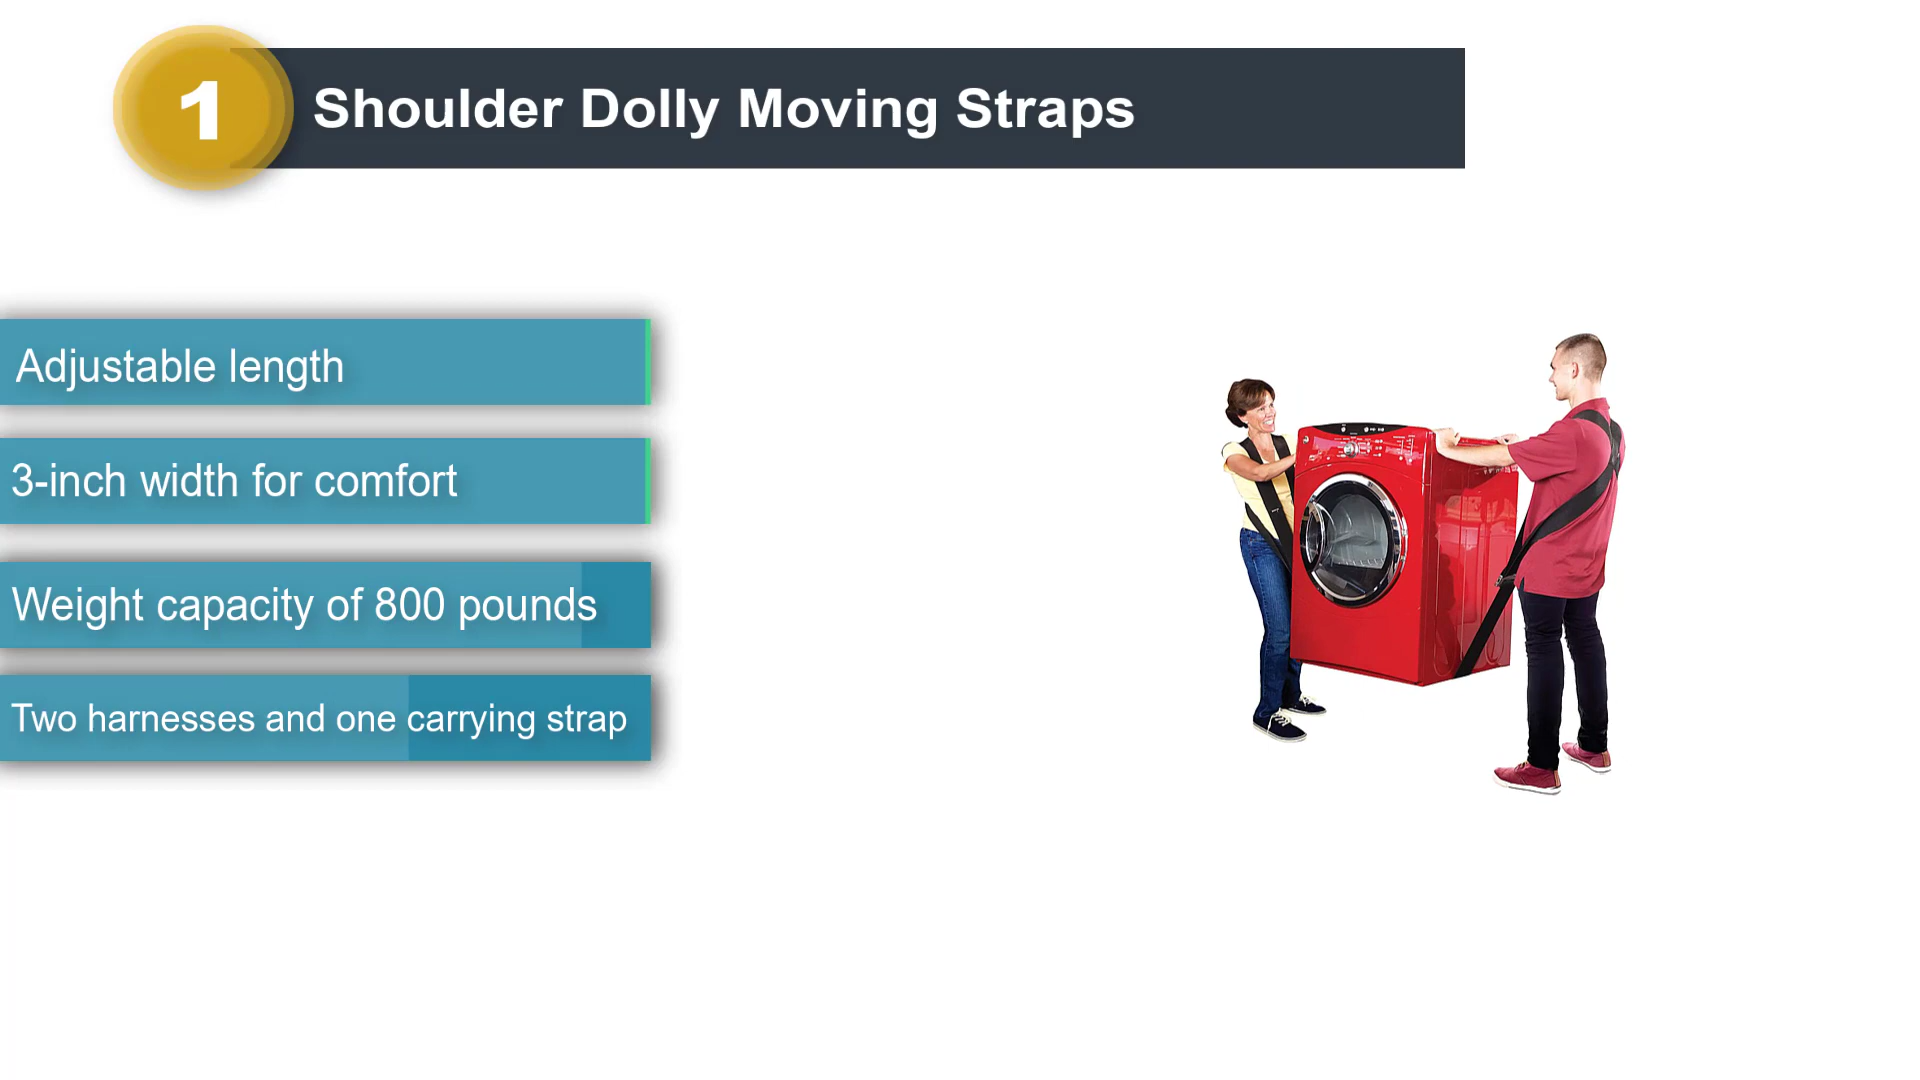 1
Shoulder Dolly Moving Straps
Adjustable length
3-inch width for comfort
Weight capacity of 800 pounds
Two harnesses and one carrying strap